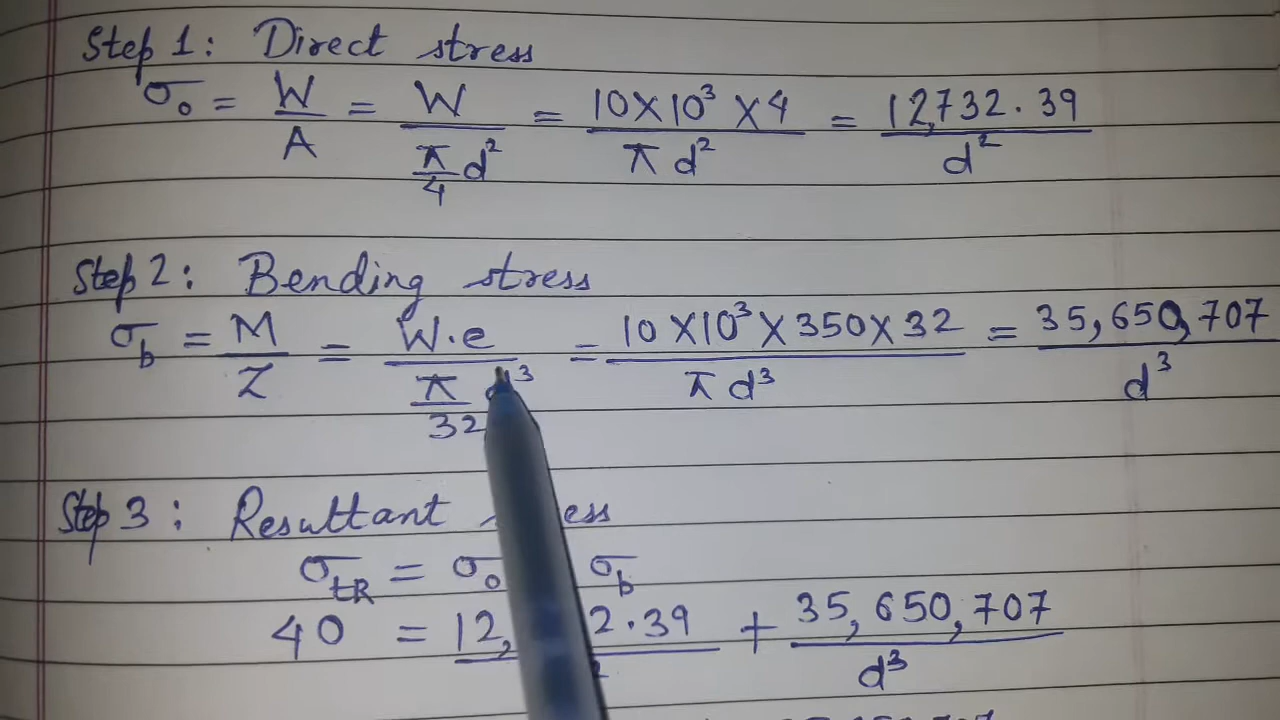 Step 1: Direct stress
σ₀ = W/A = W/(π/4 d²) = 10×10³×4/(π d²) = 12,732.39/d²
Step 2: Bending stress
σb = M/Z = W.e/(π/32 d³) = 10×10³×350×32/(π d³) = 35,650,707/d³
Step 3: Resultant
σtR = σ₀ σb
40 = 12, 2.39 + 35,650,707/d³